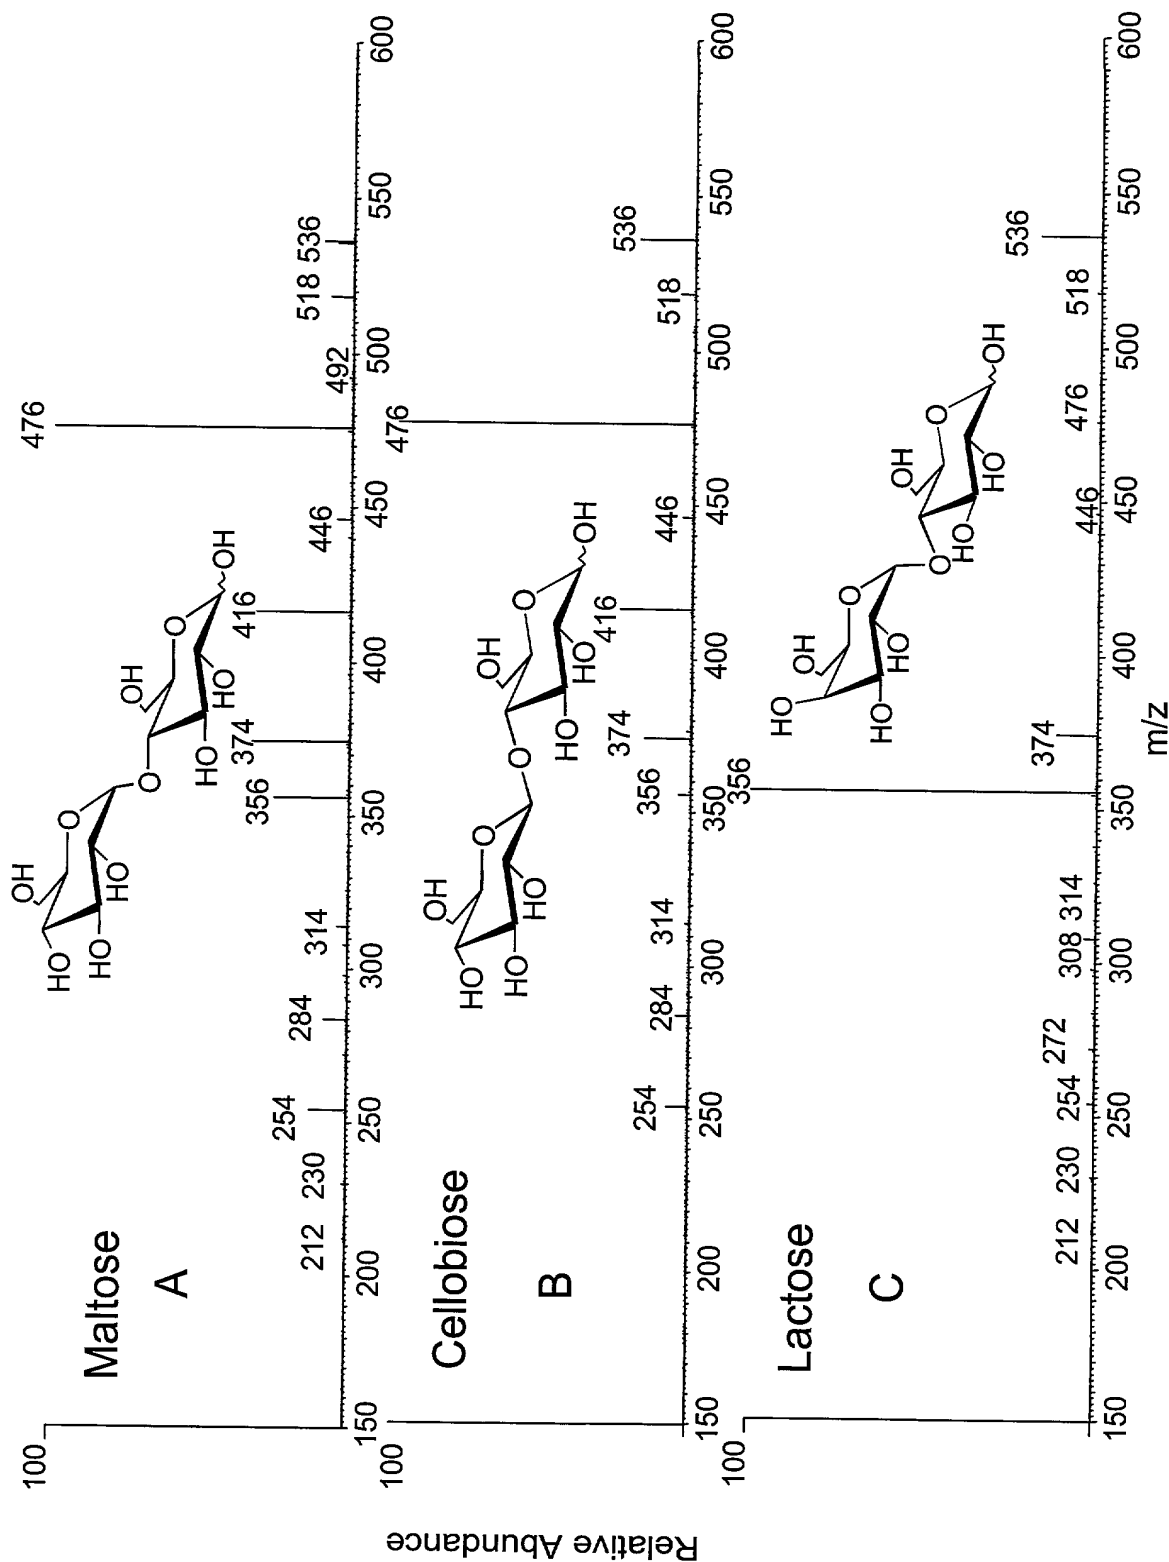 Relative Abundance
100
Maltose
A
212
230
254
284
314
356
374
416
446
476
492
518
536
HO
HO
HO
OH
O
O
HO
HO
OH
O
OH
150
200
250
300
350
400
450
500
550
600
100
Cellobiose
B
254
284
314
356
374
416
446
476
518
536
HO
HO
HO
OH
O
O
HO
HO
OH
O
OH
150
200
250
300
350
400
450
500
550
600
100
Lactose
C
212
230
254
272
308
314
356
374
446
476
518
536
HO
HO
HO
OH
O
O
HO
HO
OH
O
OH
150
200
250
300
350
400
450
500
550
600
m/z